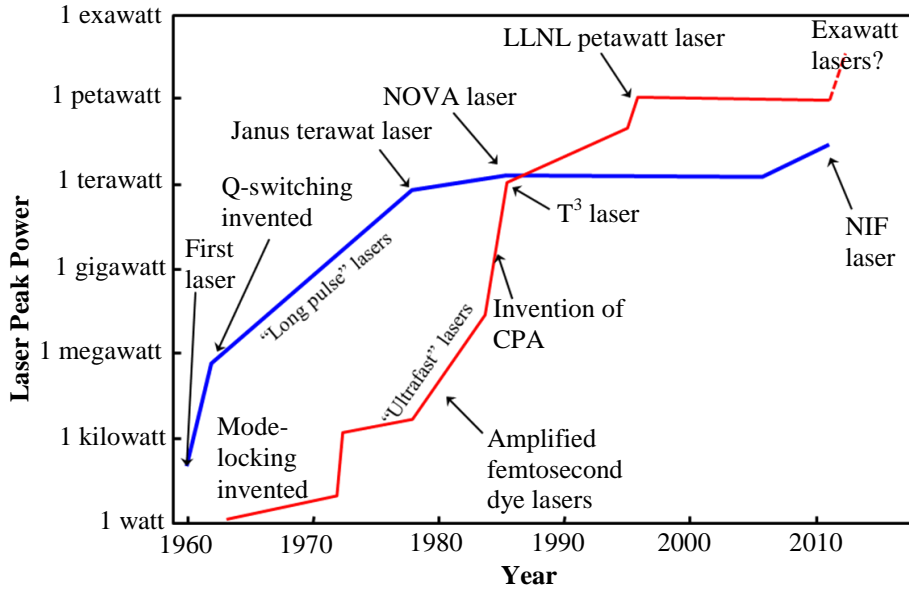 1 exawatt
1 petawatt
1 terawatt
1 gigawatt
1 megawatt
1 kilowatt
1 watt
Laser Peak Power
LLNL petawatt laser
Exawatt
lasers?
NOVA laser
Janus terawat laser
Q-switching
invented
First
laser
T³ laser
NIF
laser
"Long pulse" lasers
Invention of
CPA
"Ultrafast" lasers
Mode-
locking
invented
Amplified
femtosecond
dye lasers
1960
1970
1980
1990
2000
2010
Year